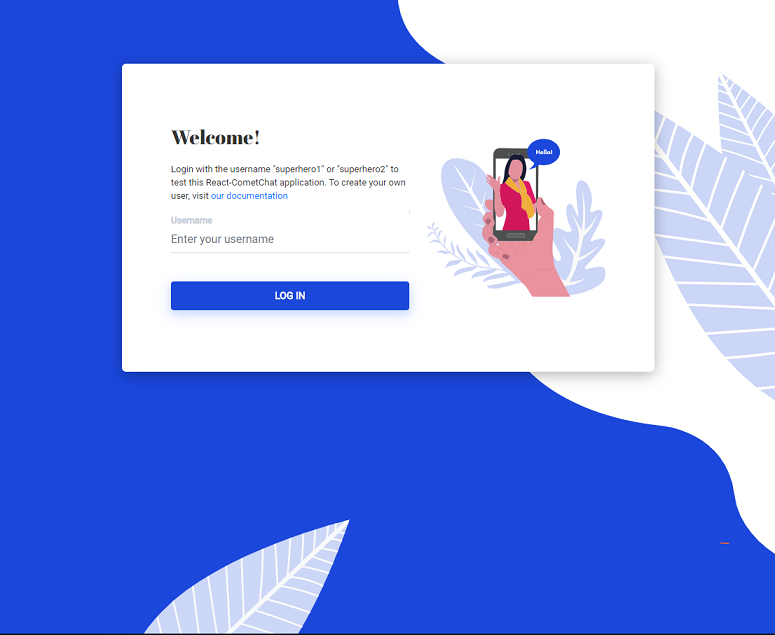 Welcome!
Hello!
Login with the username "superhero1" or "superhero2" to
test this React-CometChat application. To create your own
user, visit our documentation
Username
Enter your username
LOG IN